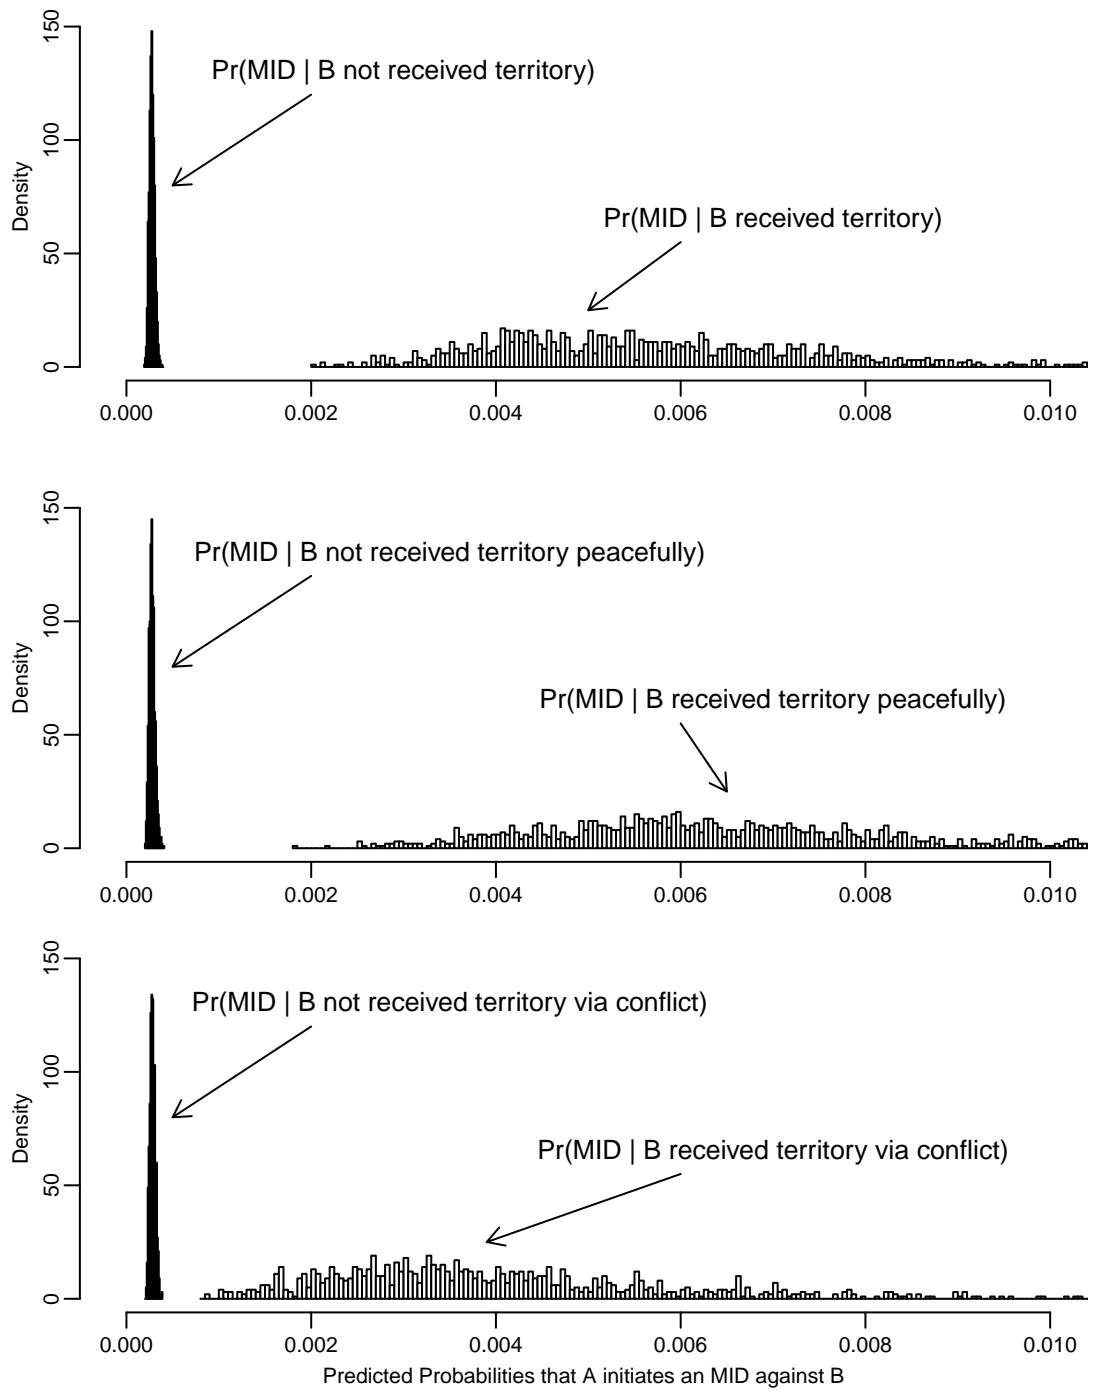 150
Pr(MID | B not received territory)
100
Density
Pr(MID | B received territory)
50
0
0.000 0.002 0.004 0.006 0.008 0.010
150
Pr(MID | B not received territory peacefully)
100
Density
Pr(MID | B received territory peacefully)
50
0
0.000 0.002 0.004 0.006 0.008 0.010
150
Pr(MID | B not received territory via conflict)
100
Density
Pr(MID | B received territory via conflict)
50
0
0.000 0.002 0.004 0.006 0.008 0.010
Predicted Probabilities that A initiates an MID against B